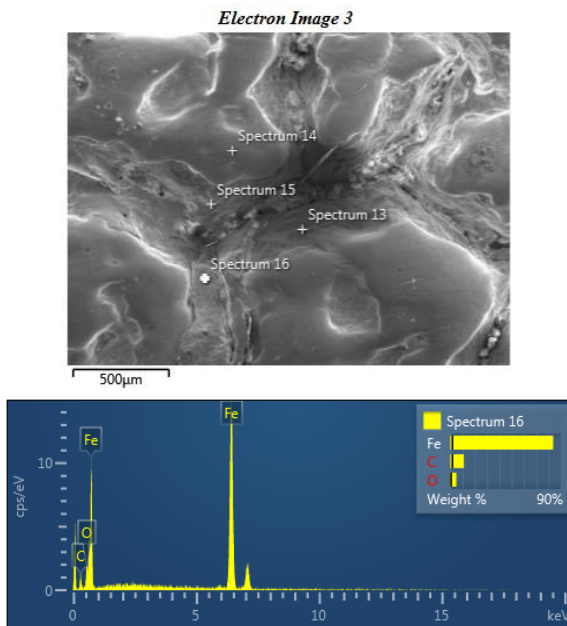 Electron Image 3
Spectrum 14
Spectrum 15
Spectrum 13
Spectrum 16
500µm
Fe
Fe
Spectrum 16
Fe
C
O
Weight % 90%
10
cps/eV
O
C
0
0 5 10 15 keV